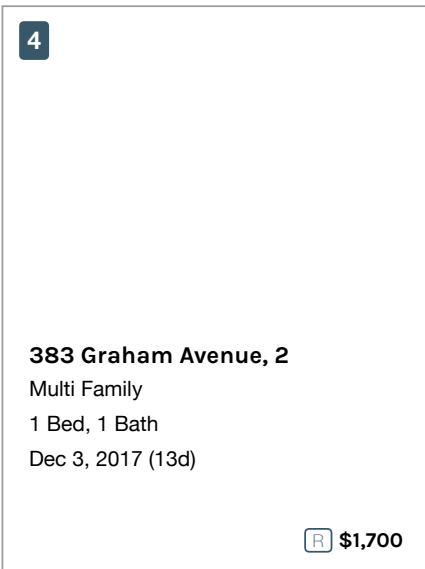 4
383 Graham Avenue, 2
Multi Family
1 Bed, 1 Bath
Dec 3, 2017 (13d)
R $1,700